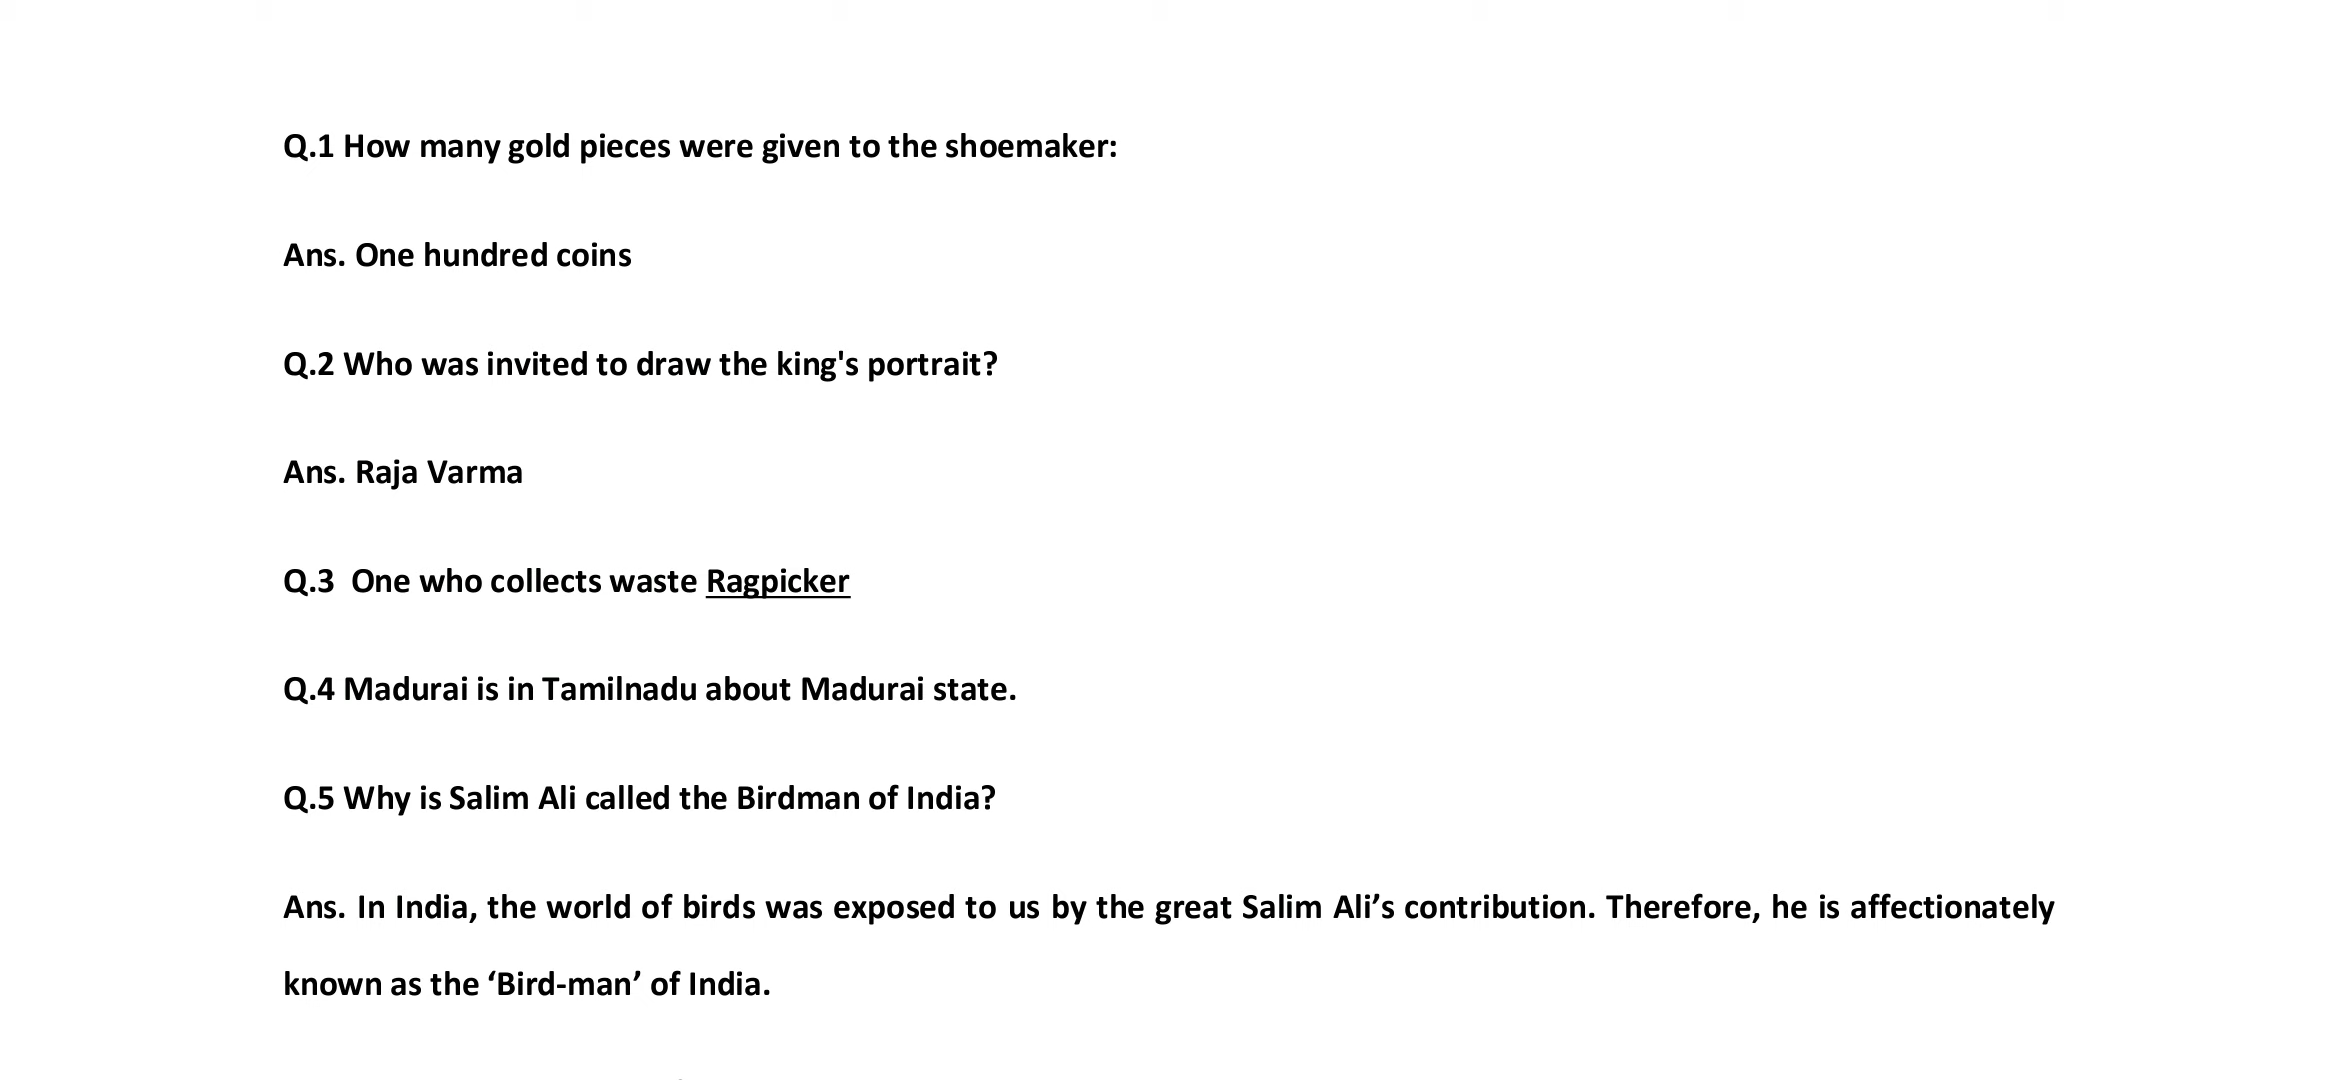 Q.1 How many gold pieces were given to the shoemaker:
Ans. One hundred coins
Q.2 Who was invited to draw the king's portrait?
Ans. Raja Varma
Q.3  One who collects waste Ragpicker
Q.4 Madurai is in Tamilnadu about Madurai state.
Q.5 Why is Salim Ali called the Birdman of India?
Ans. In India, the world of birds was exposed to us by the great Salim Ali’s contribution. Therefore, he is affectionately
known as the ‘Bird-man’ of India.